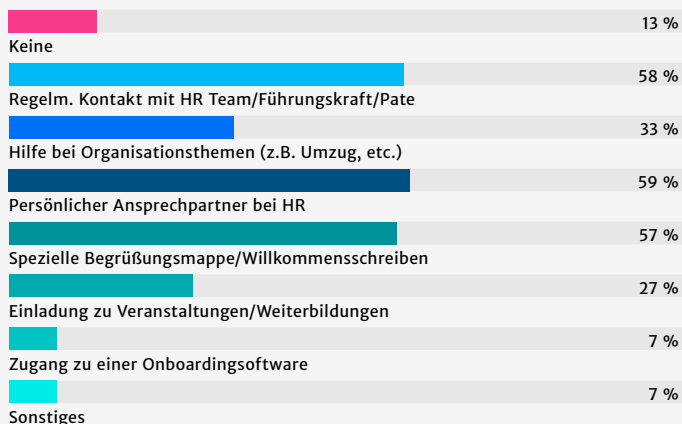 13 %
Keine
58 %
Regelm. Kontakt mit HR Team/Führungskraft/Pate
33 %
Hilfe bei Organisationsthemen (z.B. Umzug, etc.)
59 %
Persönlicher Ansprechpartner bei HR
57 %
Spezielle Begrüßungsmappe/Willkommensschreiben
27 %
Einladung zu Veranstaltungen/Weiterbildungen
7 %
Zugang zu einer Onboardingsoftware
7 %
Sonstiges